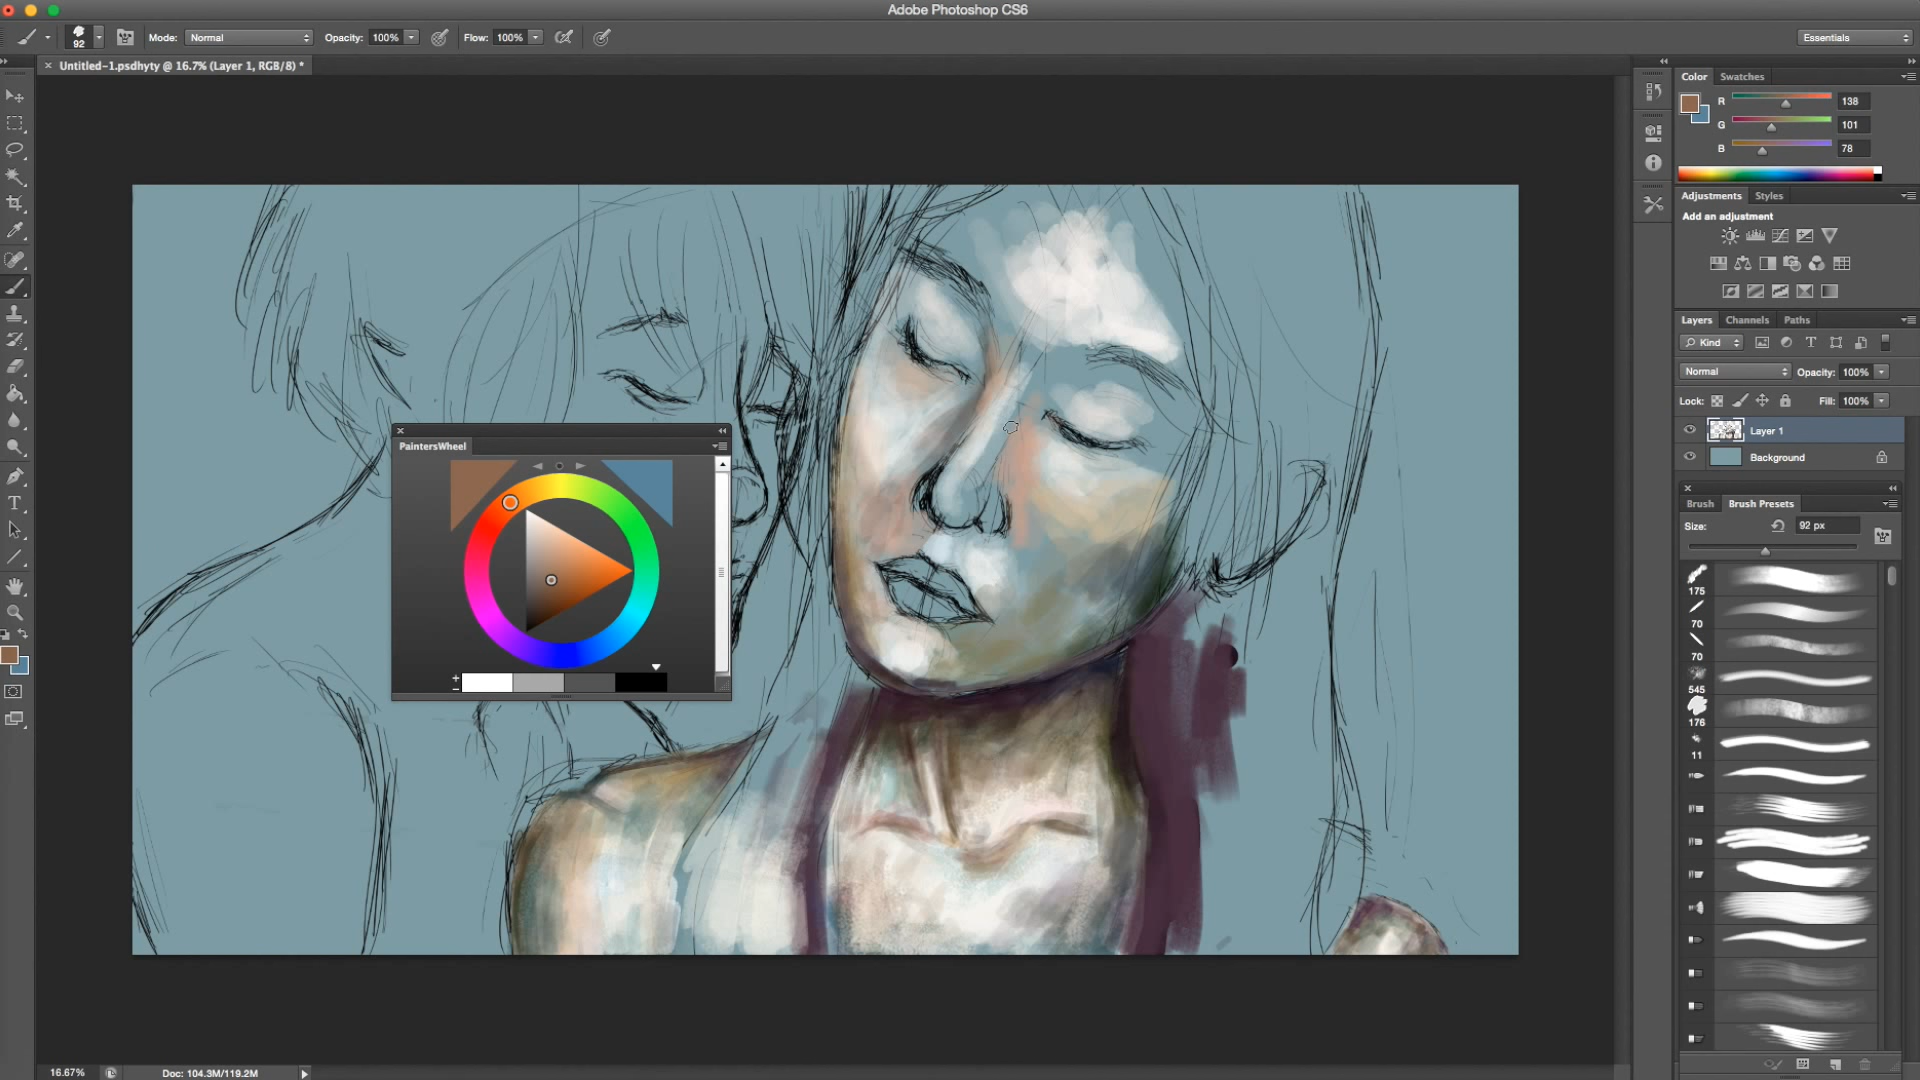 Adobe Photoshop CS6
92
Mode: Normal Opacity: 100% Flow: 100% Essentials
Untitled-1.psdhyty @ 16.7% (Layer 1, RGB/8) *
Color Swatches
R 138
G 101
B 78
Adjustments Styles
Add an adjustment
Layers Channels Paths
Kind T
Normal Opacity: 100%
Lock: Fill: 100%
Layer 1
Background
PaintersWheel
+
−
Brush Brush Presets
Size: 92 px
175
70
70
545
176
11
T
16.67% Doc: 104.3M/119.2M